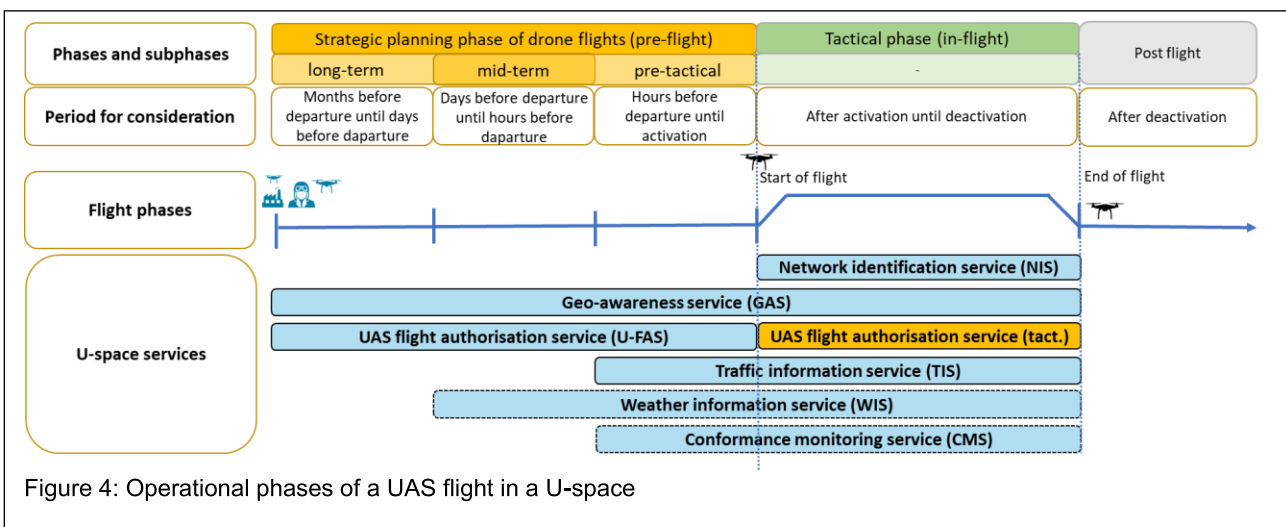 Phases and subphases
Strategic planning phase of drone flights (pre-flight)
Tactical phase (in-flight)
Post flight
long-term
mid-term
pre-tactical
-
Period for consideration
Months before
departure until days
before daparture
Days before departure
until hours before
daparture
Hours before
departure until
activation
After activation until deactivation
After deactivation
Flight phases
Start of flight
End of flight
U-space services
Network identification service (NIS)
Geo-awareness service (GAS)
UAS flight authorisation service (U-FAS)
UAS flight authorisation service (tact.)
Traffic information service (TIS)
Weather information service (WIS)
Conformance monitoring service (CMS)
Figure 4: Operational phases of a UAS flight in a U-space